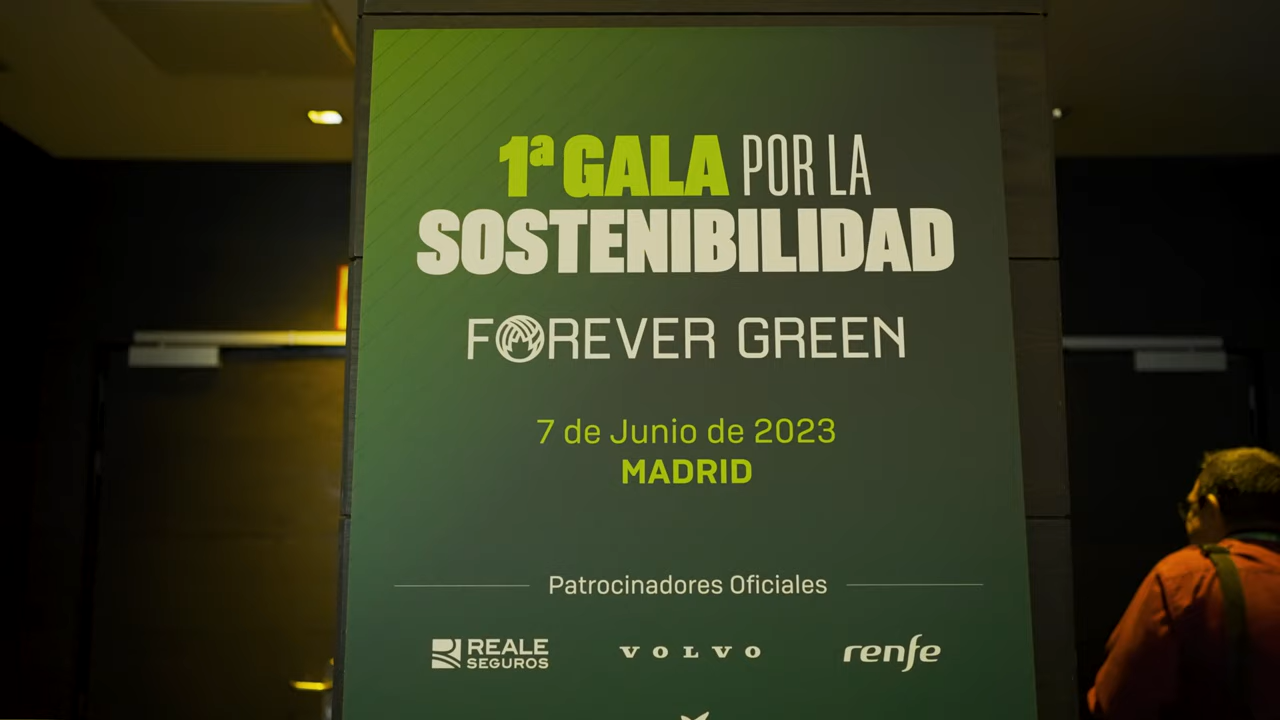 1ª GALA POR LA
SOSTENIBILIDAD
FOREVER GREEN
7 de Junio de 2023
MADRID
Patrocinadores Oficiales
REALE
SEGUROS
VOLVO
renfe